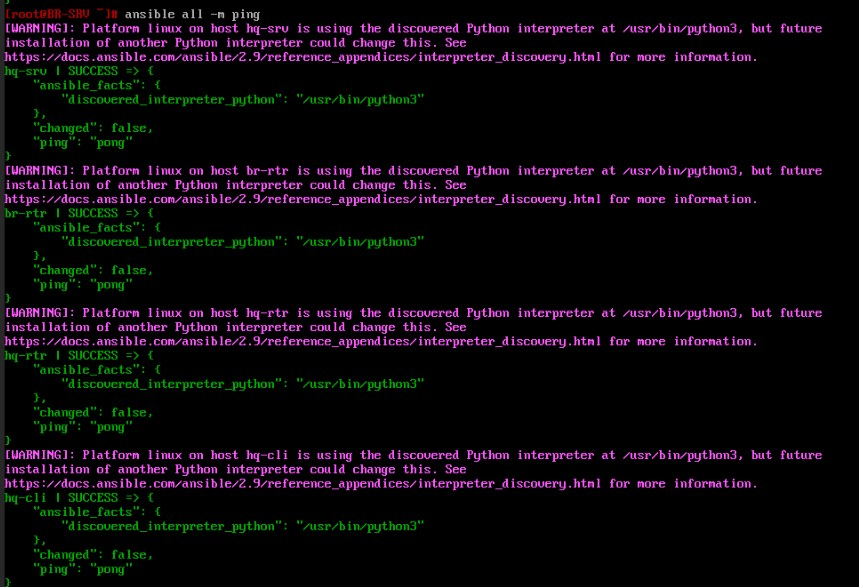 }
[root@BR-SRV ~]# ansible all -m ping
[WARNING]: Platform linux on host hq-srv is using the discovered Python interpreter at /usr/bin/python3, but future
installation of another Python interpreter could change this. See
https://docs.ansible.com/ansible/2.9/reference_appendices/interpreter_discovery.html for more information.
hq-srv | SUCCESS => {
    "ansible_facts": {
        "discovered_interpreter_python": "/usr/bin/python3"
    },
    "changed": false,
    "ping": "pong"
}
[WARNING]: Platform linux on host br-rtr is using the discovered Python interpreter at /usr/bin/python3, but future
installation of another Python interpreter could change this. See
https://docs.ansible.com/ansible/2.9/reference_appendices/interpreter_discovery.html for more information.
br-rtr | SUCCESS => {
    "ansible_facts": {
        "discovered_interpreter_python": "/usr/bin/python3"
    },
    "changed": false,
    "ping": "pong"
}
[WARNING]: Platform linux on host hq-rtr is using the discovered Python interpreter at /usr/bin/python3, but future
installation of another Python interpreter could change this. See
https://docs.ansible.com/ansible/2.9/reference_appendices/interpreter_discovery.html for more information.
hq-rtr | SUCCESS => {
    "ansible_facts": {
        "discovered_interpreter_python": "/usr/bin/python3"
    },
    "changed": false,
    "ping": "pong"
}
[WARNING]: Platform linux on host hq-cli is using the discovered Python interpreter at /usr/bin/python3, but future
installation of another Python interpreter could change this. See
https://docs.ansible.com/ansible/2.9/reference_appendices/interpreter_discovery.html for more information.
hq-cli | SUCCESS => {
    "ansible_facts": {
        "discovered_interpreter_python": "/usr/bin/python3"
    },
    "changed": false,
    "ping": "pong"
}